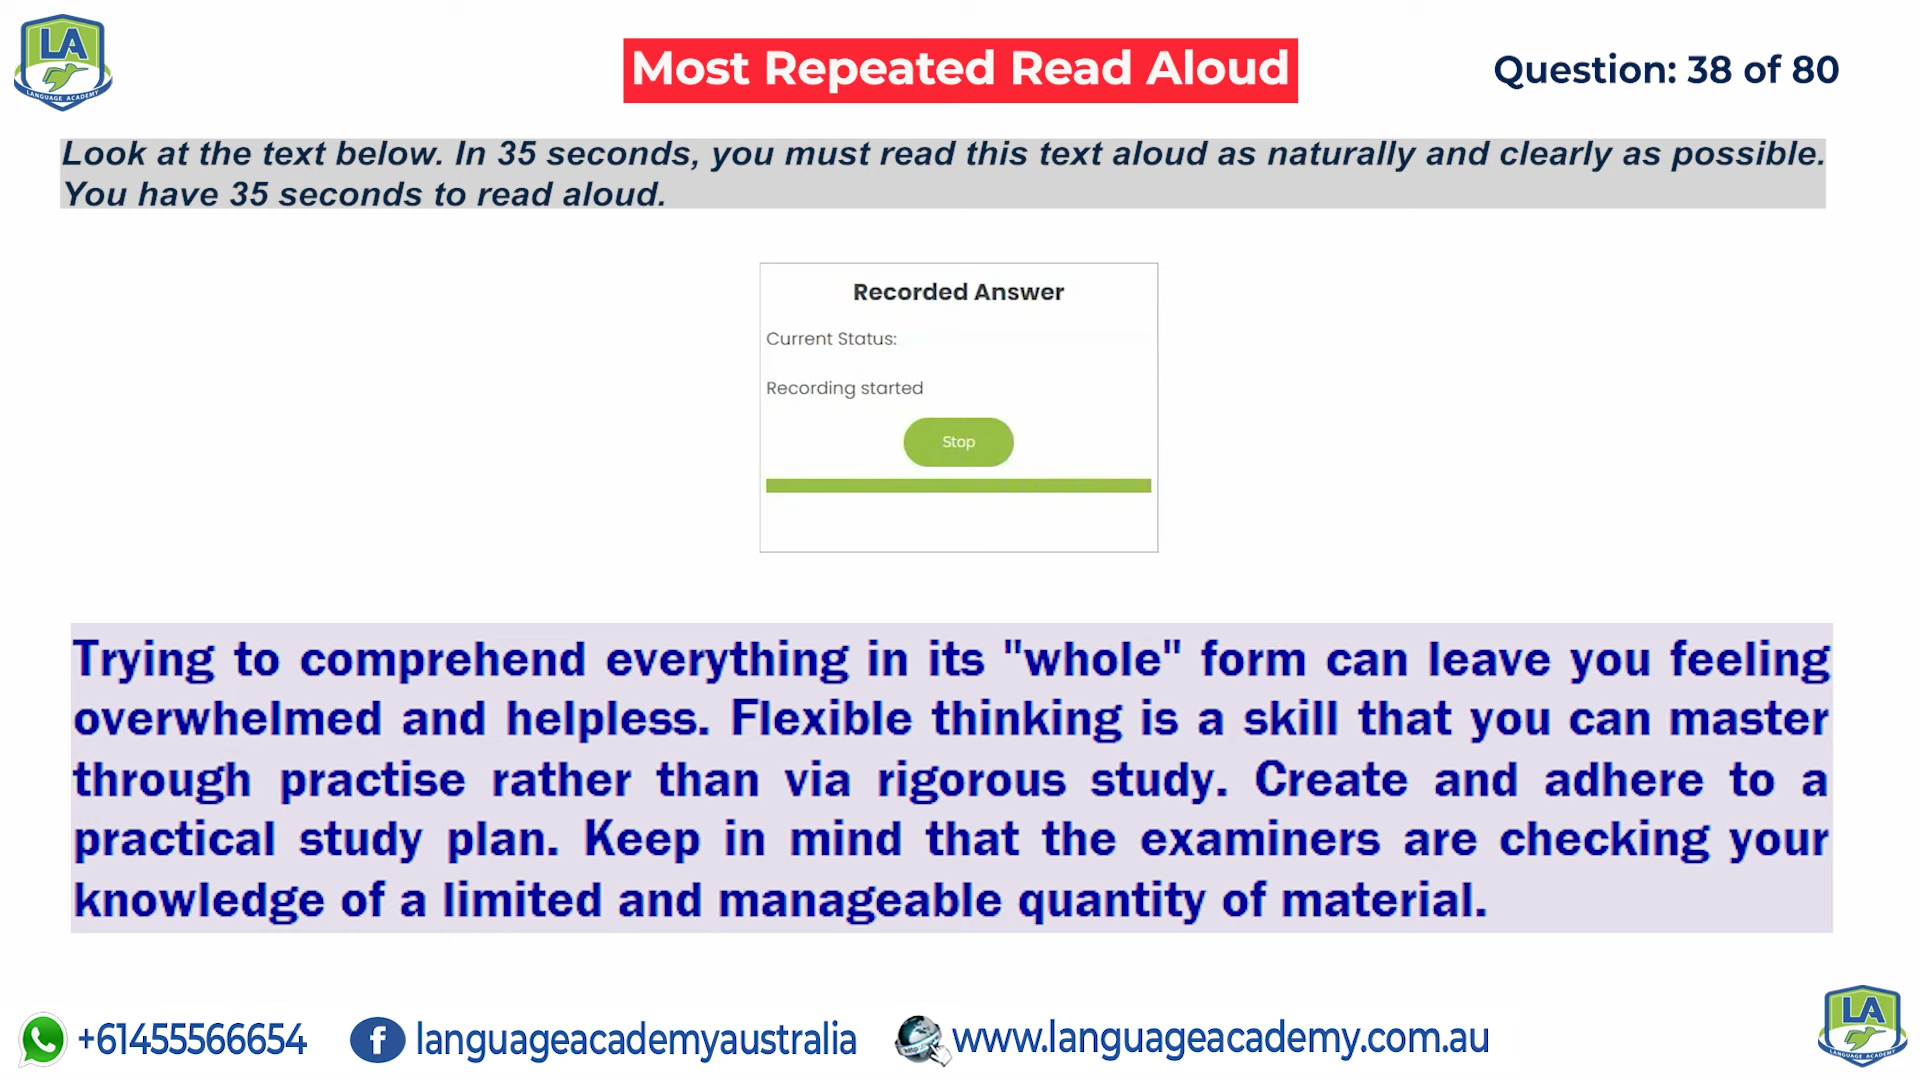 LA
LANGUAGE ACADEMY
Most Repeated Read Aloud
Question: 38 of 80
Look at the text below. In 35 seconds, you must read this text aloud as naturally and clearly as possible.
You have 35 seconds to read aloud.
Recorded Answer
Current Status:
Recording started
Stop
Trying to comprehend everything in its "whole" form can leave you feeling
overwhelmed and helpless. Flexible thinking is a skill that you can master
through practise rather than via rigorous study. Create and adhere to a
practical study plan. Keep in mind that the examiners are checking your
knowledge of a limited and manageable quantity of material.
+61455566654
languageacademyaustralia
www.languageacademy.com.au
LA
LANGUAGE ACADEMY